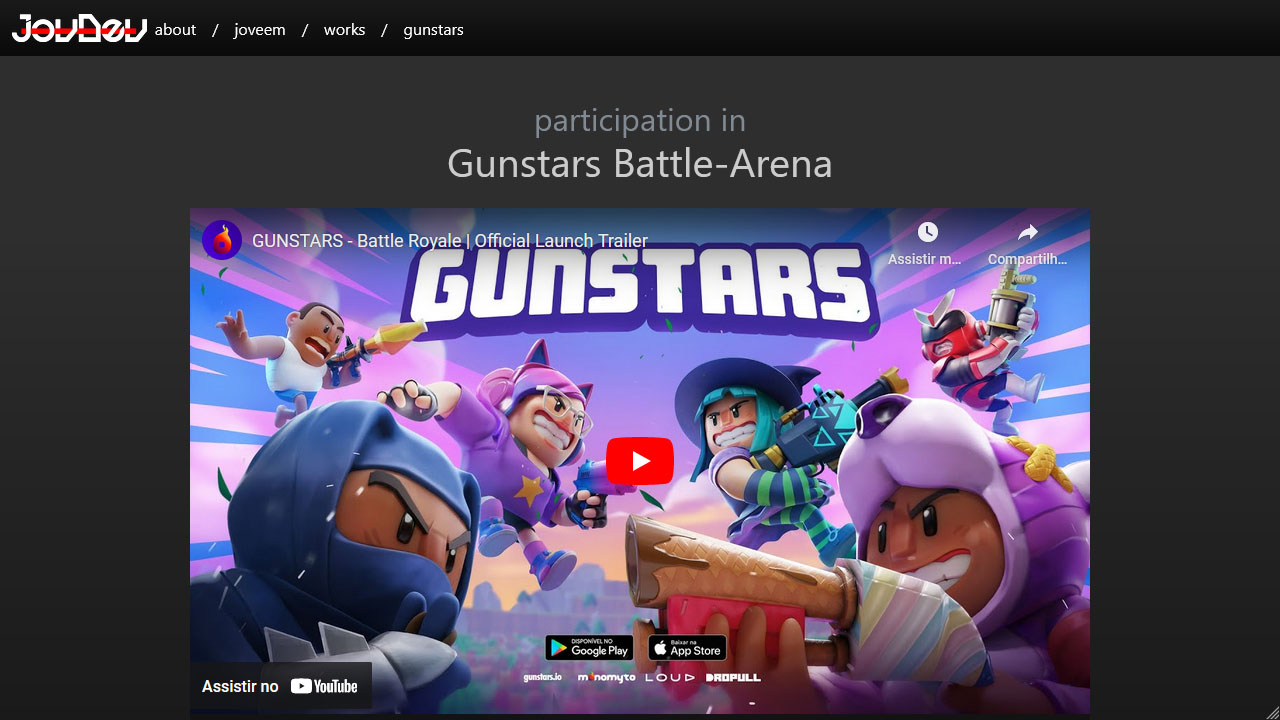 JovDev about / joveem / works / gunstars
participation in
Gunstars Battle-Arena
GUNSTARS - Battle Royale | Official Launch Trailer
Assistir m...
Compartilh...
GUNSTARS
DISPONÍVEL NO
Google Play
Baixar na
App Store
gunstars.io monomyto LOUD DROPULL
Assistir no YouTube